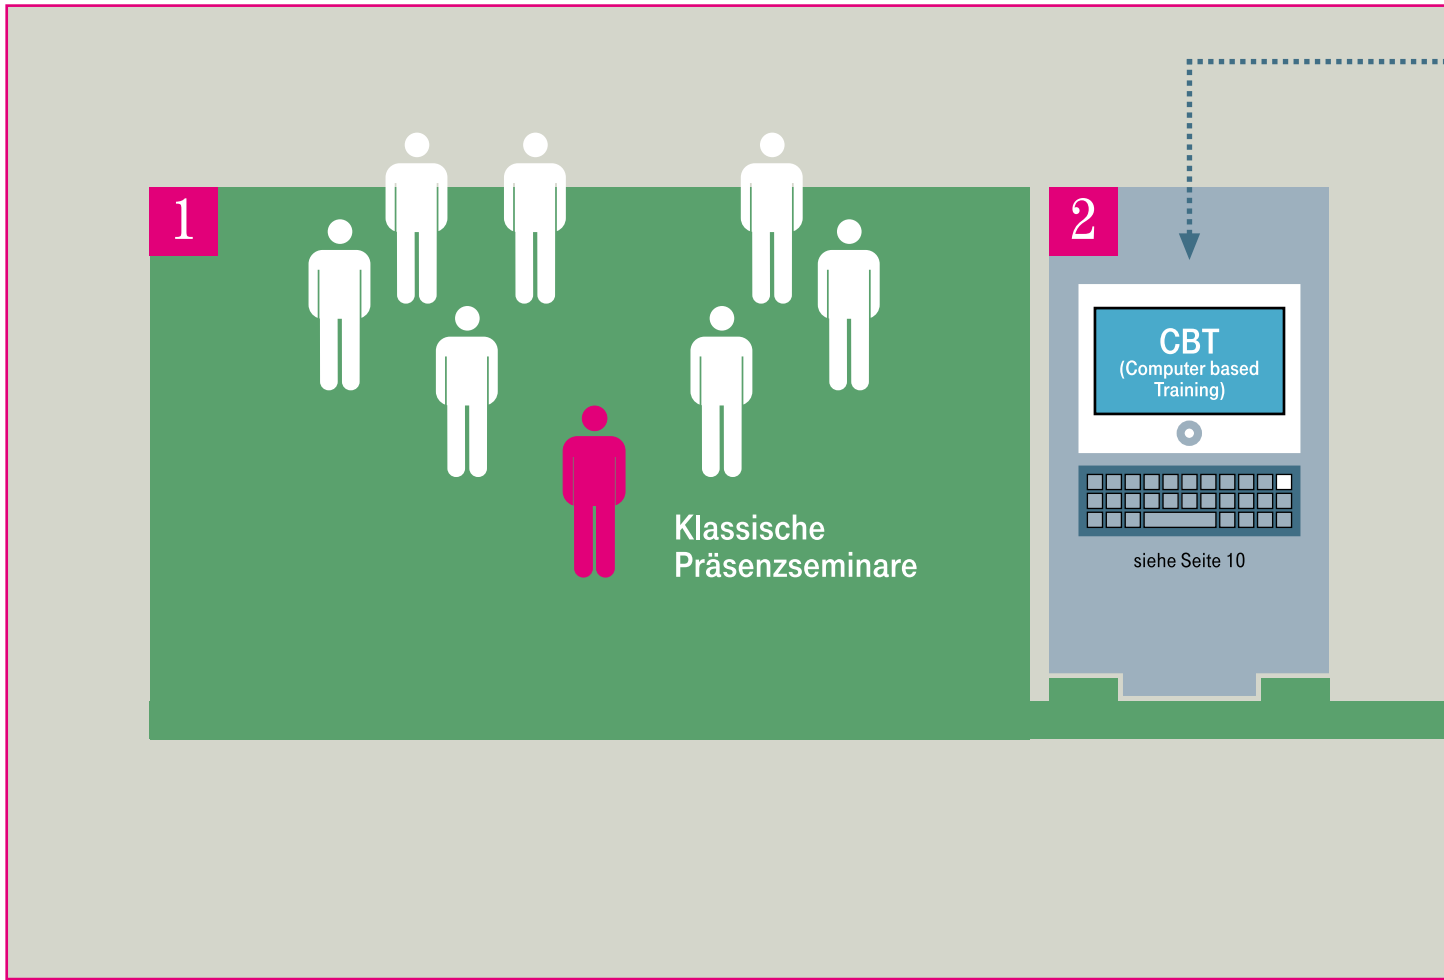 1
Klassische
Präsenzseminare
2
CBT
(Computer based
Training)
siehe Seite 10